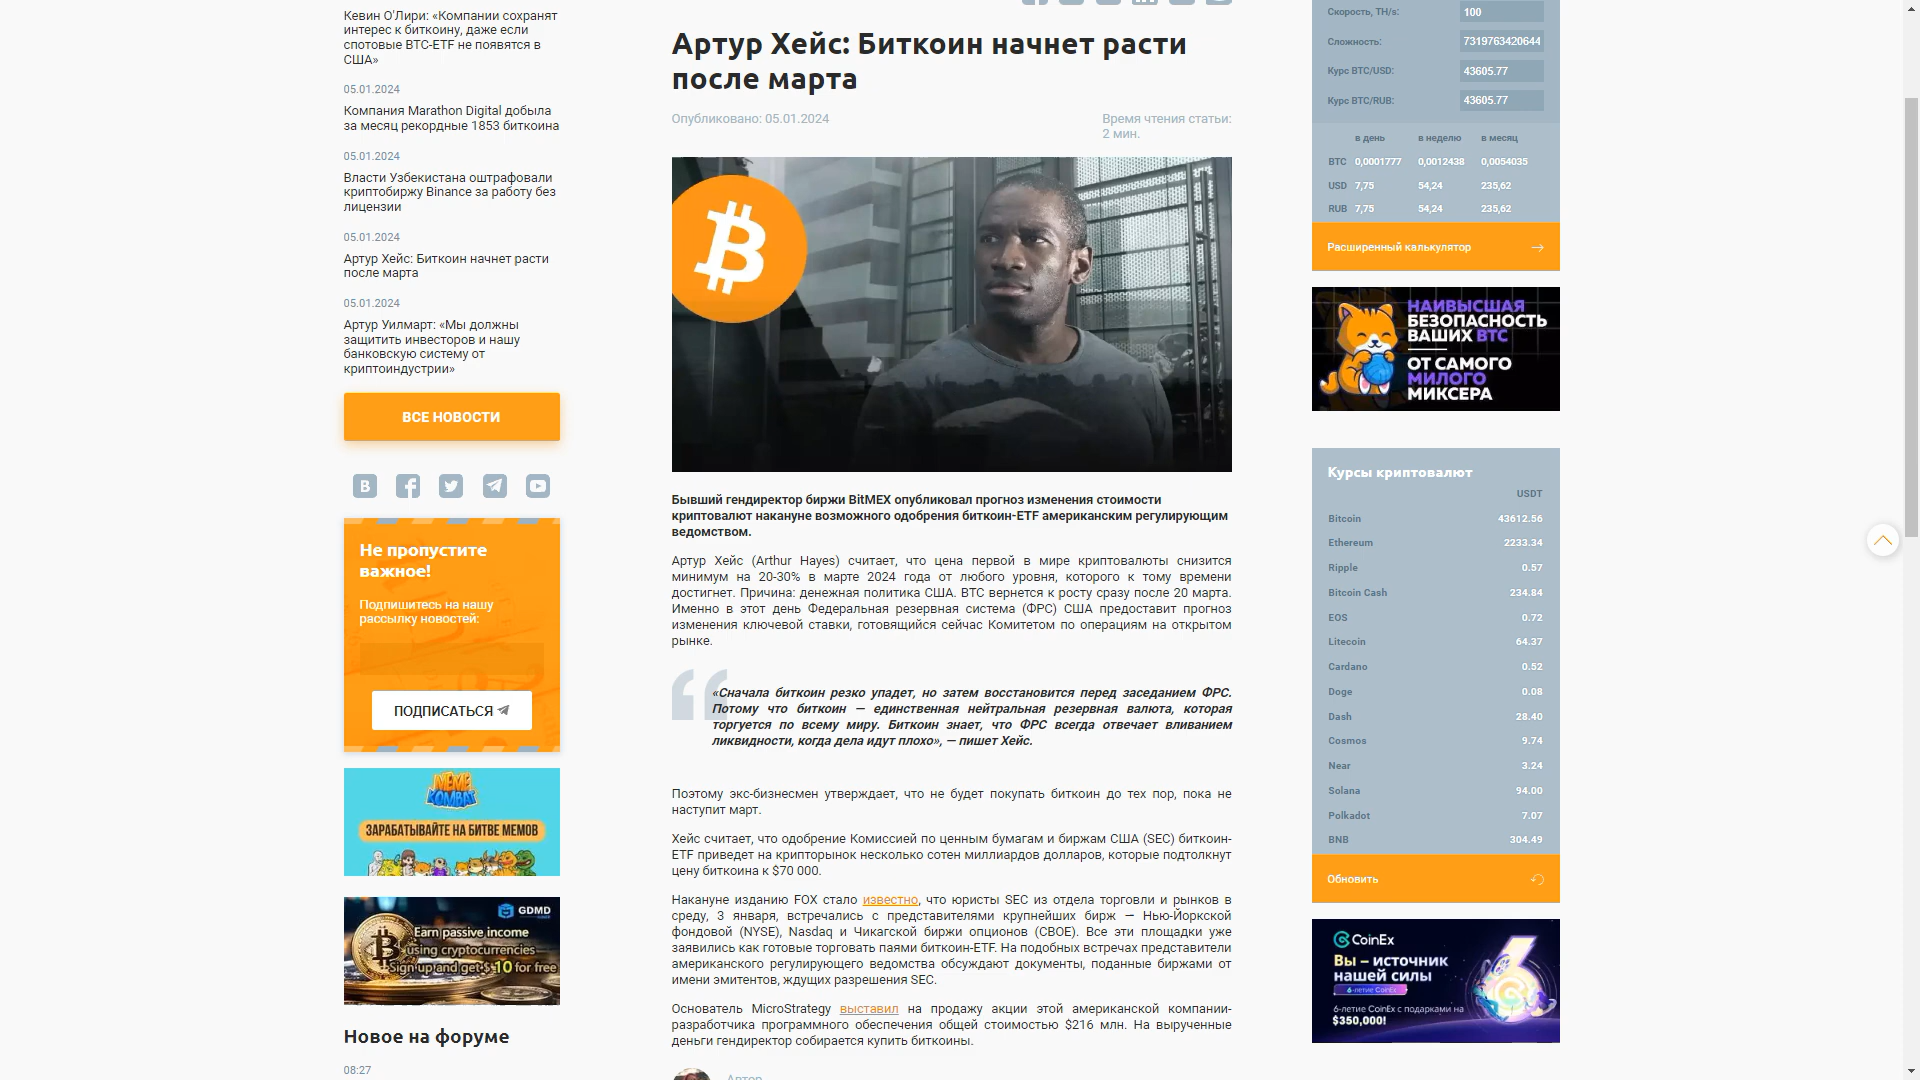 Кевин О'Лири: «Компании сохранят
интерес к биткоину, даже если
спотовые BTC-ETF не появятся в
США»
05.01.2024
Компания Marathon Digital добыла
за месяц рекордные 1853 биткоина
05.01.2024
Власти Узбекистана оштрафовали
криптобиржу Binance за работу без
лицензии
05.01.2024
Артур Хейс: Биткоин начнет расти
после марта
05.01.2024
Артур Уилмарт: «Мы должны
защитить инвесторов и нашу
банковскую систему от
криптоиндустрии»
ВСЕ НОВОСТИ
Не пропустите
важное!
Подпишитесь на нашу
рассылку новостей:
ПОДПИСАТЬСЯ
MEME
KOMBAT
ЗАРАБАТЫВАЙТЕ НА БИТВЕ МЕМОВ
GDMD
Earn passive income
using cryptocurrencies
Sign up and get $10 for free
Новое на форуме
08:27
Артур Хейс: Биткоин начнет расти
после марта
Опубликовано: 05.01.2024
Время чтения статьи:
2 мин.
Бывший гендиректор биржи BitMEX опубликовал прогноз изменения стоимости
криптовалют накануне возможного одобрения биткоин-ETF американским регулирующим
ведомством.
Артур Хейс (Arthur Hayes) считает, что цена первой в мире криптовалюты снизится
минимум на 20-30% в марте 2024 года от любого уровня, которого к тому времени
достигнет. Причина: денежная политика США. BTC вернется к росту сразу после 20 марта.
Именно в этот день Федеральная резервная система (ФРС) США предоставит прогноз
изменения ключевой ставки, готовящийся сейчас Комитетом по операциям на открытом
рынке.
«Сначала биткоин резко упадет, но затем восстановится перед заседанием ФРС.
Потому что биткоин — единственная нейтральная резервная валюта, которая
торгуется по всему миру. Биткоин знает, что ФРС всегда отвечает вливанием
ликвидности, когда дела идут плохо», — пишет Хейс.
Поэтому экс-бизнесмен утверждает, что не будет покупать биткоин до тех пор, пока не
наступит март.
Хейс считает, что одобрение Комиссией по ценным бумагам и биржам США (SEC) биткоин-
ETF приведет на крипторынок несколько сотен миллиардов долларов, которые подтолкнут
цену биткоина к $70 000.
Накануне изданию FOX стало известно, что юристы SEC из отдела торговли и рынков в
среду, 3 января, встречались с представителями крупнейших бирж — Нью-Йоркской
фондовой (NYSE), Nasdaq и Чикагской биржи опционов (CBOE). Все эти площадки уже
заявились как готовые торговать паями биткоин-ETF. На подобных встречах представители
американского регулирующего ведомства обсуждают документы, поданные биржами от
имени эмитентов, ждущих разрешения SEC.
Основатель MicroStrategy выставил на продажу акции этой американской компании-
разработчика программного обеспечения общей стоимостью $216 млн. На вырученные
деньги гендиректор собирается купить биткоины.
Автор
Скорость, TH/s: 100
Сложность: 7319763420644
Курс BTC/USD: 43605.77
Курс BTC/RUB: 43605.77
в день в неделю в месяц
BTC 0,0001777 0,0012438 0,0054035
USD 7,75 54,24 235,62
RUB 7,75 54,24 235,62
Расширенный калькулятор
НАИВЫСШАЯ
БЕЗОПАСНОСТЬ
ВАШИХ BTC
ОТ САМОГО
МИЛОГО
МИКСЕРА
Курсы криптовалют
USDT
Bitcoin 43612.56
Ethereum 2233.34
Ripple 0.57
Bitcoin Cash 234.84
EOS 0.72
Litecoin 64.37
Cardano 0.52
Doge 0.08
Dash 28.40
Cosmos 9.74
Near 3.24
Solana 94.00
Polkadot 7.07
BNB 304.49
Обновить
CoinEx
Вы – источник
нашей силы
6-летие CoinEx
6-летие CoinEx с подарками на
$350,000!